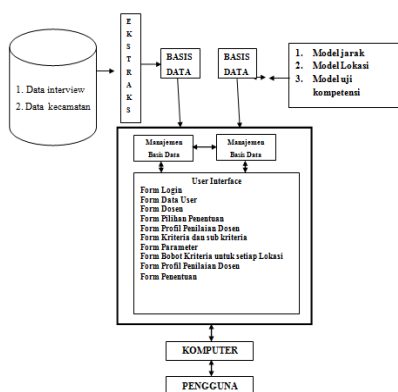 1. Data interview
2. Data kecamatan
E
K
S
T
R
A
K
S
BASIS
DATA
BASIS
DATA
1. Model jarak
2. Model Lokasi
3. Model uji
kompetensi
Manajemen
Basis Data
Manajemen
Basis Data
User Interface
Form Login
Form Data User
Form Dosen
Form Pilihan Penentuan
Form Profil Penilaian Dosen
Form Kriteria dan sub kriteria
Form Parameter
Form Bobot Kriteria untuk setiap Lokasi
Form Profil Penilaian Dosen
Form Penentuan
KOMPUTER
PENGGUNA